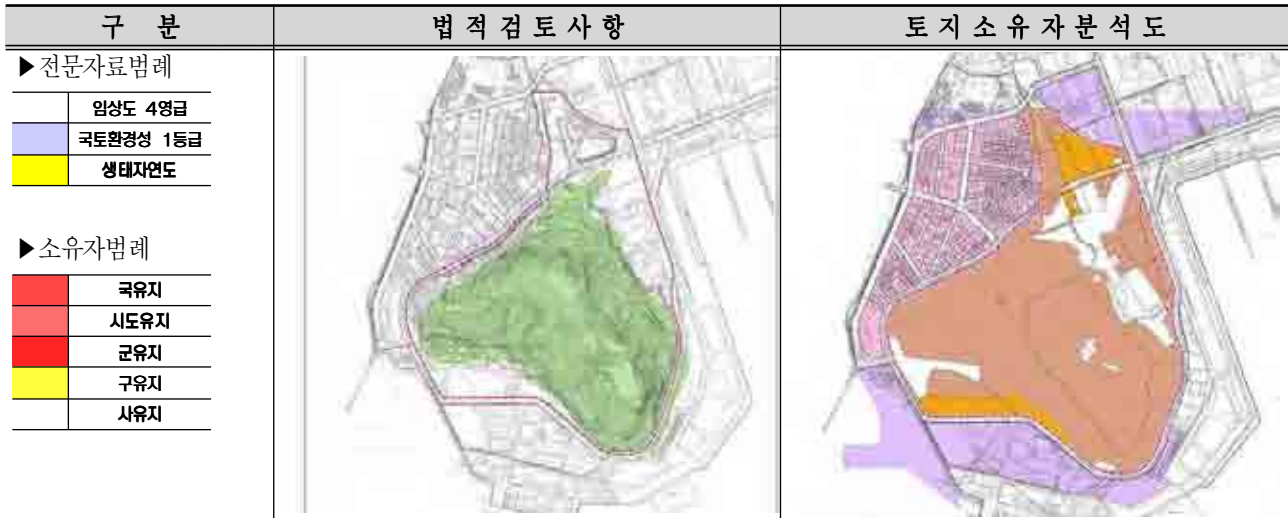 구 분
법 적 검 토 사 항
토 지 소 유 자 분 석 도
▶전문자료범례
임상도 4영급
국토환경성 1등급
생태자연도
▶소유자범례
국유지
시도유지
군유지
구유지
사유지